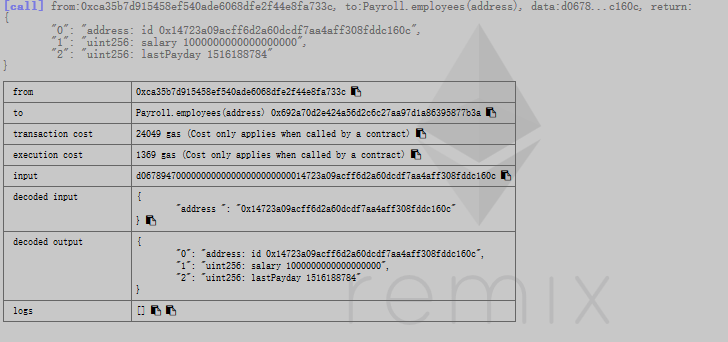 [call] from:0xca35b7d915458ef540ade6068dfe2f44e8fa733c, to:Payroll.employees(address), data:d0678...c160c, return:
{
"0": "address: id 0x14723a09acff6d2a60dcdf7aa4aff308fddc160c",
"1": "uint256: salary 1000000000000000000",
"2": "uint256: lastPayday 1516188784"
}
from 0xca35b7d915458ef540ade6068dfe2f44e8fa733c
to Payroll.employees(address) 0x692a70d2e424a56d2c6c27aa97d1a86395877b3a
transaction cost 24049 gas (Cost only applies when called by a contract)
execution cost 1369 gas (Cost only applies when called by a contract)
input d067894700000000000000000000000014723a09acff6d2a60dcdf7aa4aff308fddc160c
decoded input {
"address ": "0x14723a09acff6d2a60dcdf7aa4aff308fddc160c"
}
decoded output {
"0": "address: id 0x14723a09acff6d2a60dcdf7aa4aff308fddc160c",
"1": "uint256: salary 1000000000000000000",
"2": "uint256: lastPayday 1516188784"
}
logs []
remix